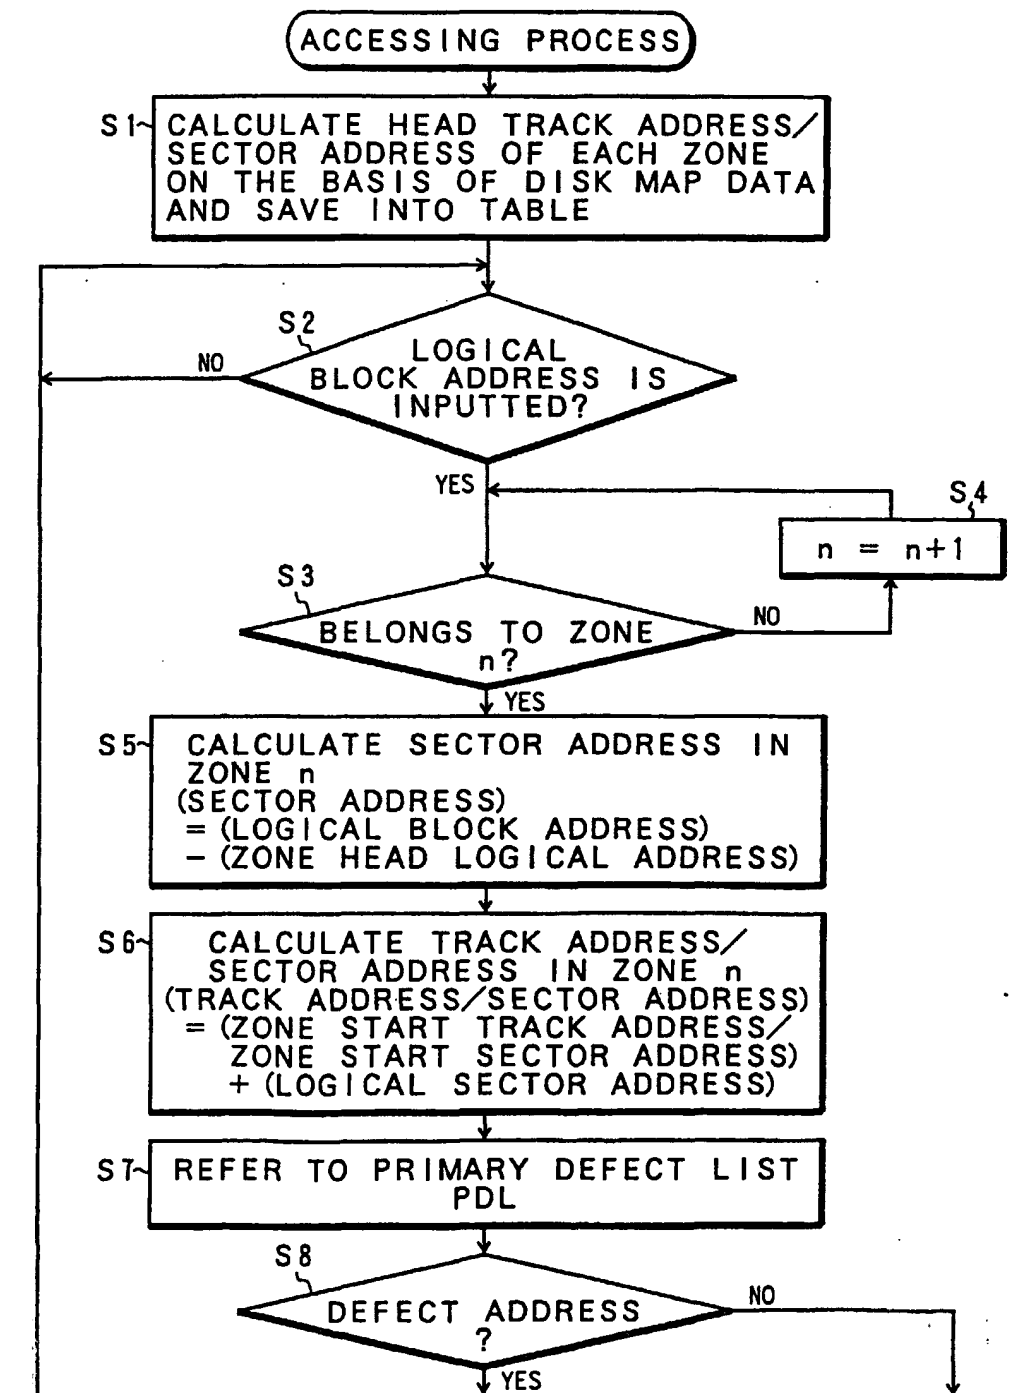 ACCESSING PROCESS
S1
CALCULATE HEAD TRACK ADDRESS/
SECTOR ADDRESS OF EACH ZONE
ON THE BASIS OF DISK MAP DATA
AND SAVE INTO TABLE
S2
NO
LOGICAL
BLOCK ADDRESS IS
INPUTTED?
YES
S4
n = n+1
S3
BELONGS TO ZONE
n?
NO
YES
S5
CALCULATE SECTOR ADDRESS IN
ZONE n
(SECTOR ADDRESS)
= (LOGICAL BLOCK ADDRESS)
- (ZONE HEAD LOGICAL ADDRESS)
S6
CALCULATE TRACK ADDRESS/
SECTOR ADDRESS IN ZONE n
(TRACK ADDRESS/SECTOR ADDRESS)
= (ZONE START TRACK ADDRESS/
ZONE START SECTOR ADDRESS)
+ (LOGICAL SECTOR ADDRESS)
S7
REFER TO PRIMARY DEFECT LIST
PDL
S8
DEFECT ADDRESS
?
NO
YES